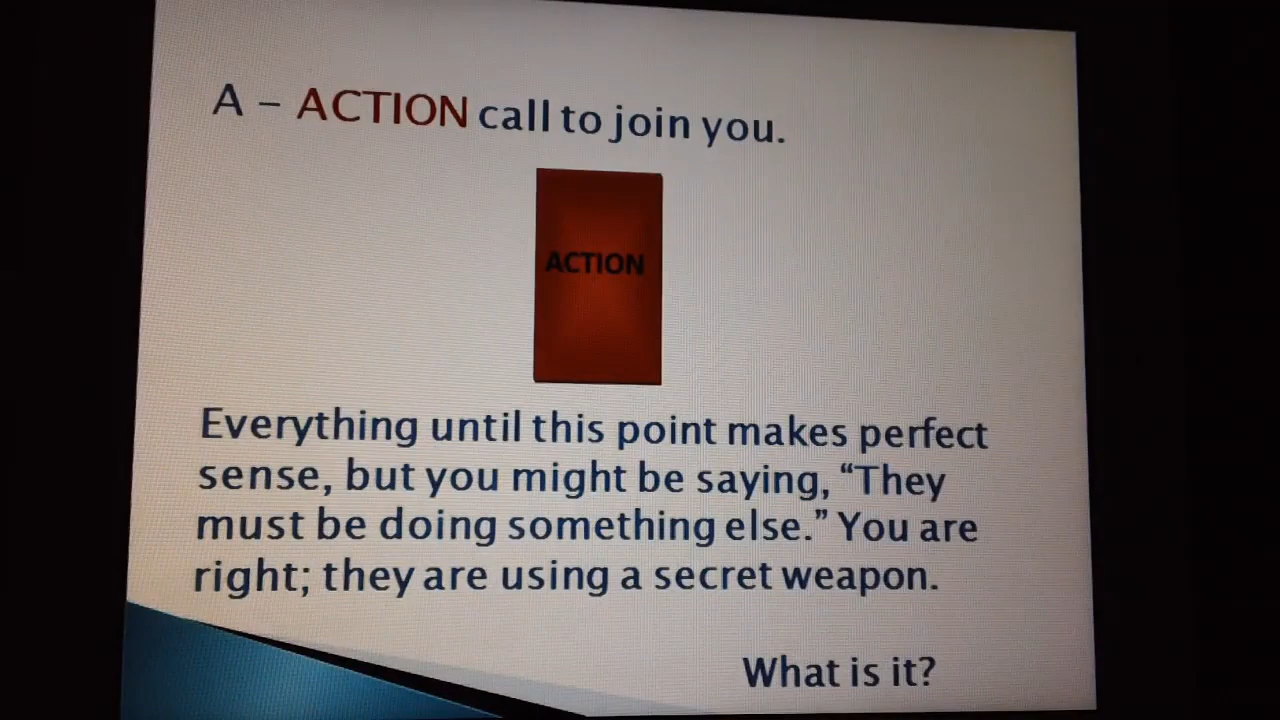 A – ACTION call to join you.
ACTION
Everything until this point makes perfect
sense, but you might be saying, “They
must be doing something else.” You are
right; they are using a secret weapon.
What is it?